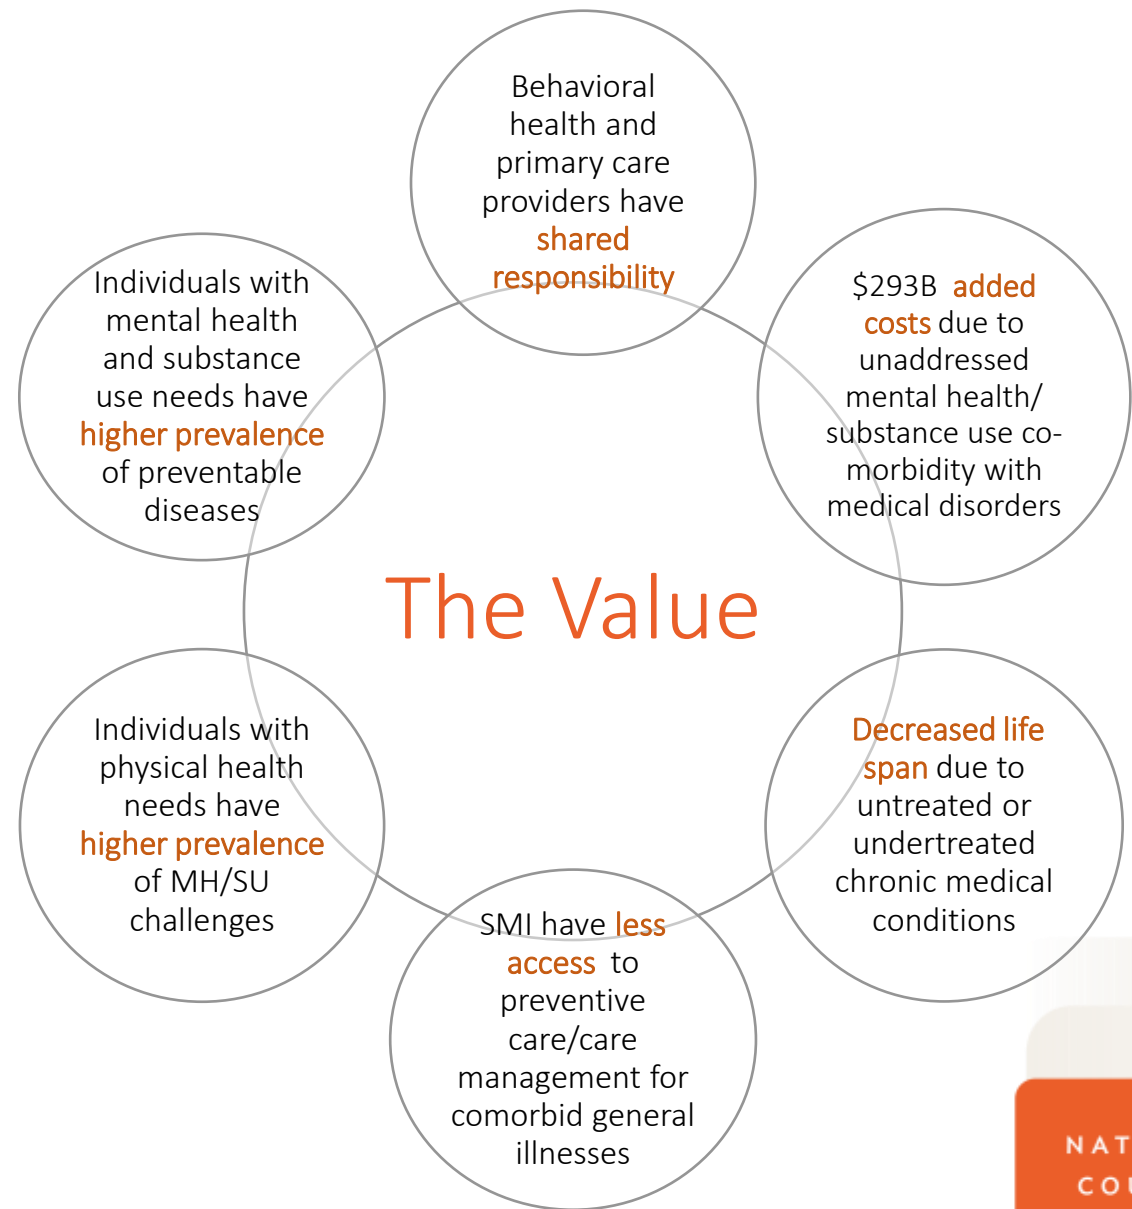 Behavioral
health and
primary care
providers have
shared
responsibility
$293B added
costs due to
unaddressed
mental health/
substance use co-
morbidity with
medical disorders
Decreased life
span due to
untreated or
undertreated
chronic medical
conditions
SMI have less
access to
preventive
care/care
management for
comorbid general
illnesses
Individuals with
physical health
needs have
higher prevalence
of MH/SU
challenges
Individuals with
mental health
and substance
use needs have
higher prevalence
of preventable
diseases
The Value
NAT
COU